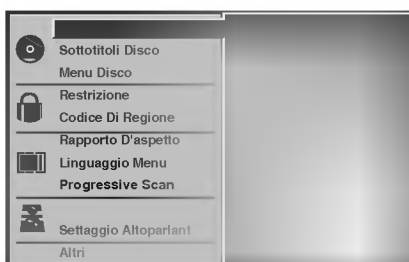 Sottotitoli Disco
Menu Disco
Restrizione
Codice Di Regione
Rapporto D'aspetto
Linguaggio Menu
Progressive Scan
Settaggio Altoparlant
Altri